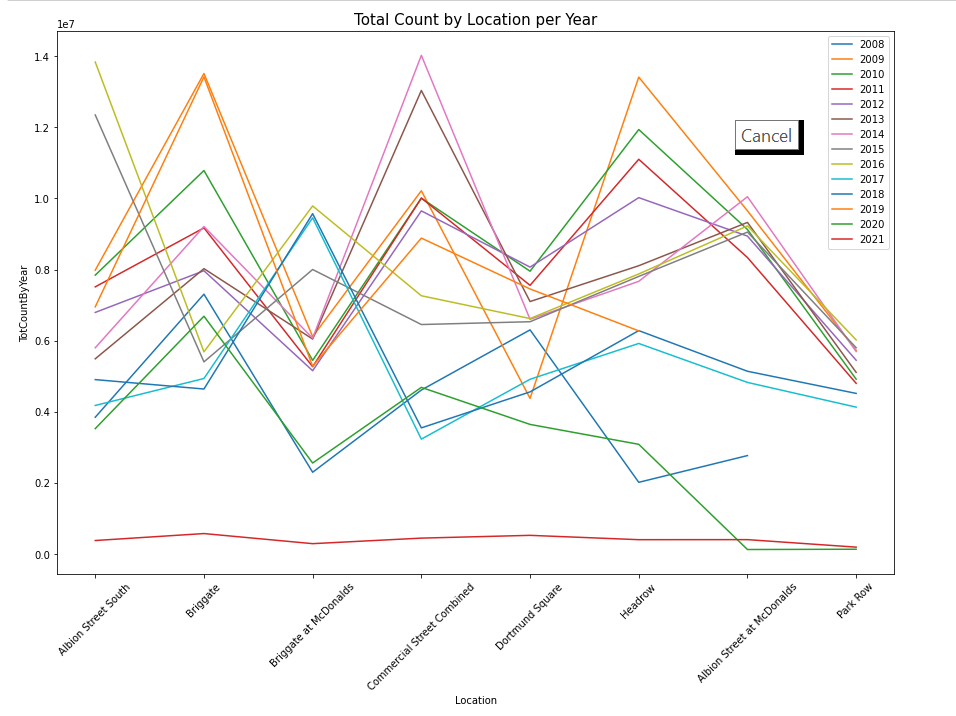 Total Count by Location per Year
1e7
1.4
1.2
1.0
0.8
0.6
0.4
0.2
0.0
TotCountByYear
2008
2009
2010
2011
2012
2013
2014
2015
2016
2017
2018
2019
2020
2021
Cancel
Albion Street South
Briggate
Briggate at McDonalds
Commercial Street Combined
Dortmund Square
Headrow
Albion Street at McDonalds
Park Row
Location